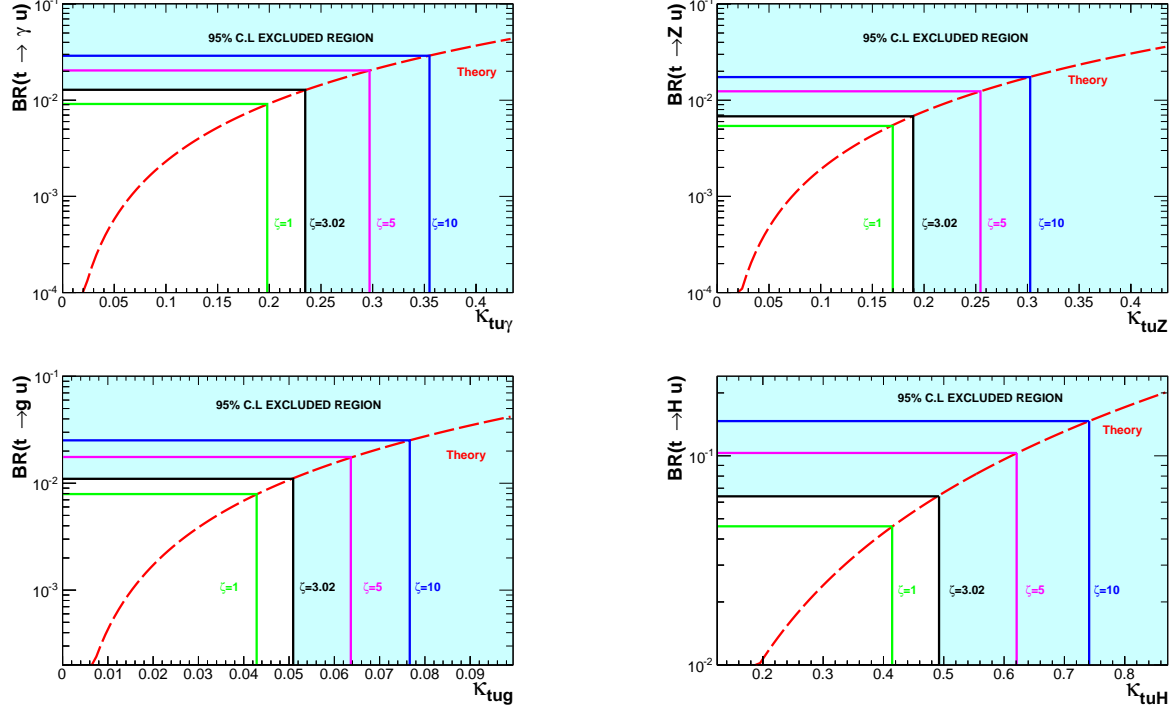 BR(t → γ u)
10⁻¹
10⁻²
10⁻³
10⁻⁴
95% C.L EXCLUDED REGION
Theory
ζ=1
ζ=3.02
ζ=5
ζ=10
0 0.05 0.1 0.15 0.2 0.25 0.3 0.35 0.4
κtuγ
BR(t →Z u)
10⁻¹
10⁻²
10⁻³
10⁻⁴
95% C.L EXCLUDED REGION
Theory
ζ=1
ζ=3.02
ζ=5
ζ=10
0 0.05 0.1 0.15 0.2 0.25 0.3 0.35 0.4
κtuZ
BR(t →g u)
10⁻¹
10⁻²
10⁻³
95% C.L EXCLUDED REGION
Theory
ζ=1
ζ=3.02
ζ=5
ζ=10
0 0.01 0.02 0.03 0.04 0.05 0.06 0.07 0.08 0.09
κtug
BR(t →H u)
10⁻¹
10⁻²
95% C.L EXCLUDED REGION
Theory
ζ=1
ζ=3.02
ζ=5
ζ=10
0.2 0.3 0.4 0.5 0.6 0.7 0.8
κtuH